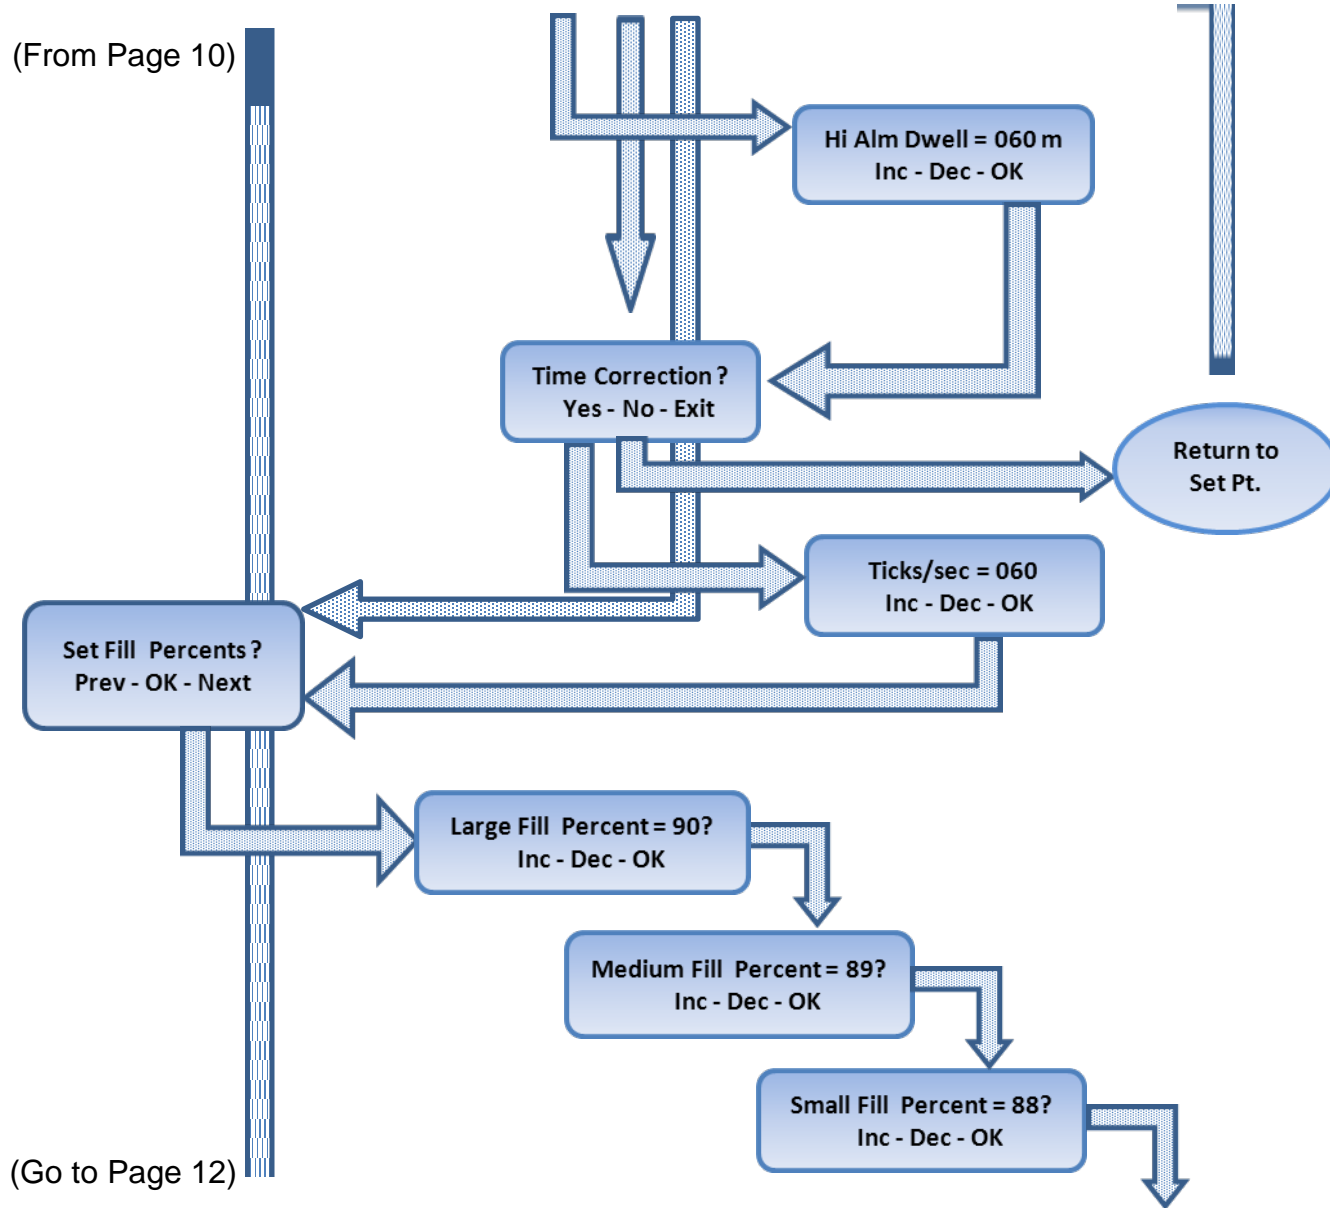 (From Page 10)
Hi Alm Dwell = 060 m
Inc - Dec - OK
Time Correction ?
Yes - No - Exit
Return to
Set Pt.
Ticks/sec = 060
Inc - Dec - OK
Set Fill Percents ?
Prev - OK - Next
Large Fill Percent = 90?
Inc - Dec - OK
Medium Fill Percent = 89?
Inc - Dec - OK
Small Fill Percent = 88?
Inc - Dec - OK
(Go to Page 12)